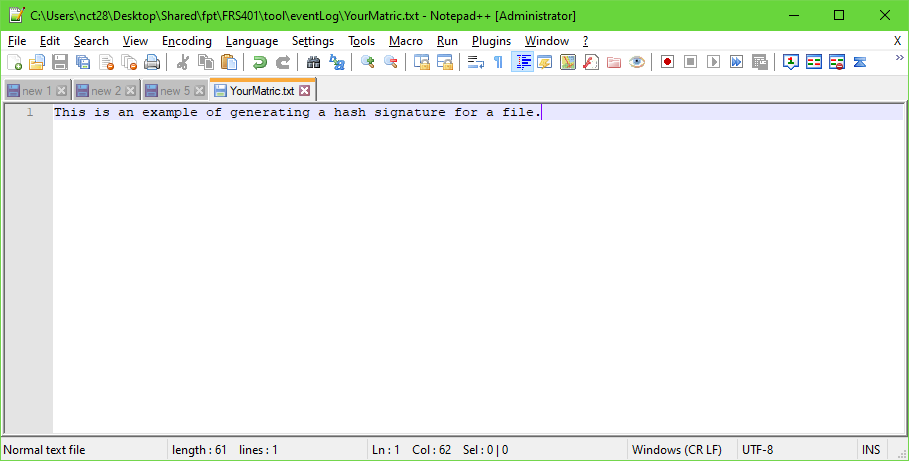 C:\Users\nct28\Desktop\Shared\fpt\FRS401\tool\eventLog\YourMatric.txt - Notepad++ [Administrator]
File Edit Search View Encoding Language Settings Tools Macro Run Plugins Window ? X
new 1 new 2 new 5 YourMatric.txt
1 This is an example of generating a hash signature for a file.
Normal text file length : 61 lines : 1 Ln : 1 Col : 62 Sel : 0 | 0 Windows (CR LF) UTF-8 INS